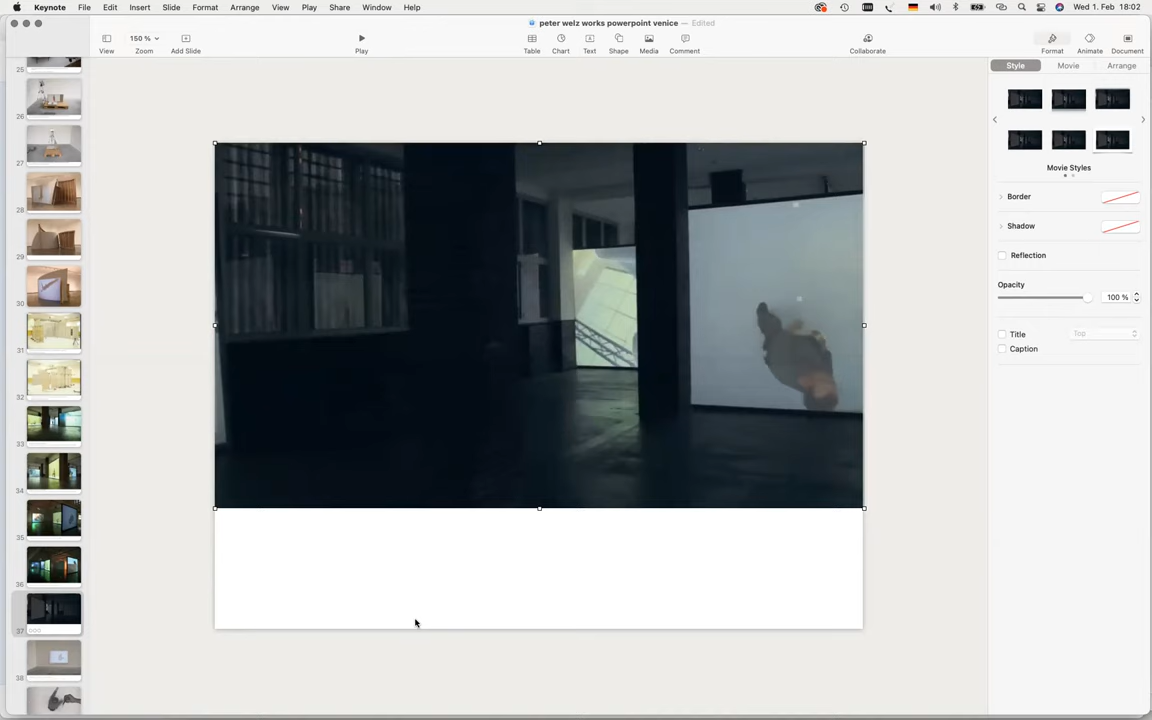 Keynote File Edit Insert Slide Format Arrange View Play Share Window Help Wed 1. Feb 18:02
peter welz works powerpoint venice — Edited
150 %
View Zoom Add Slide Play Table Chart Text Shape Media Comment Collaborate Format Animate Document
Style Movie Arrange
Movie Styles
Border
Shadow
Reflection
Opacity
100 %
Title Top
Caption
25
26
27
28
29
30
31
32
33
34
35
36
37
38